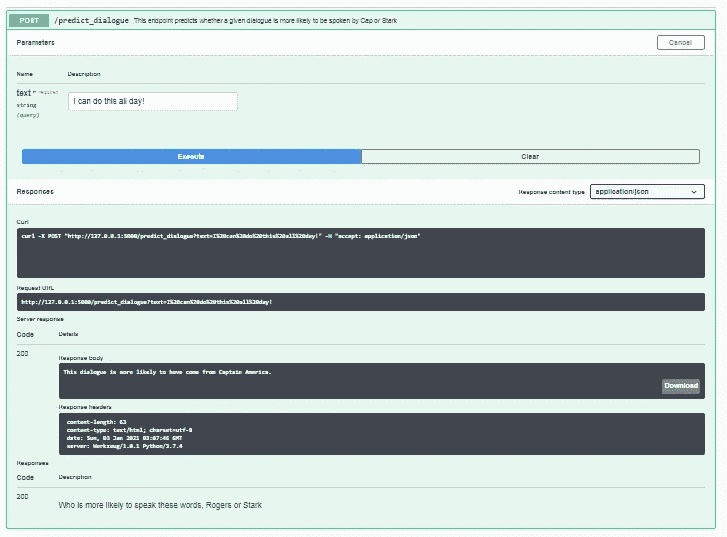 POST /predict_dialogue This endpoint predicts whether a given dialogue is more likely to be spoken by Cap or Stark
Parameters
Cancel
Name Description
text * required
string
(query)
I can do this all day!
Execute Clear
Responses
Response content type application/json
Curl
curl -X POST "http://127.0.0.1:5000/predict_dialogue?text=I%20can%20do%20this%20all%20day!" -H "accept: application/json"
Request URL
http://127.0.0.1:5000/predict_dialogue?text=I%20can%20do%20this%20all%20day!
Server response
Code Details
200
Response body
This dialogue is more likely to have come from Captain America.
Download
Response headers
content-length: 63
content-type: text/html; charset=utf-8
date: Sun, 03 Jan 2021 03:07:46 GMT
server: Werkzeug/1.0.1 Python/3.7.4
Responses
Code Description
200
Who is more likely to speak these words, Rogers or Stark